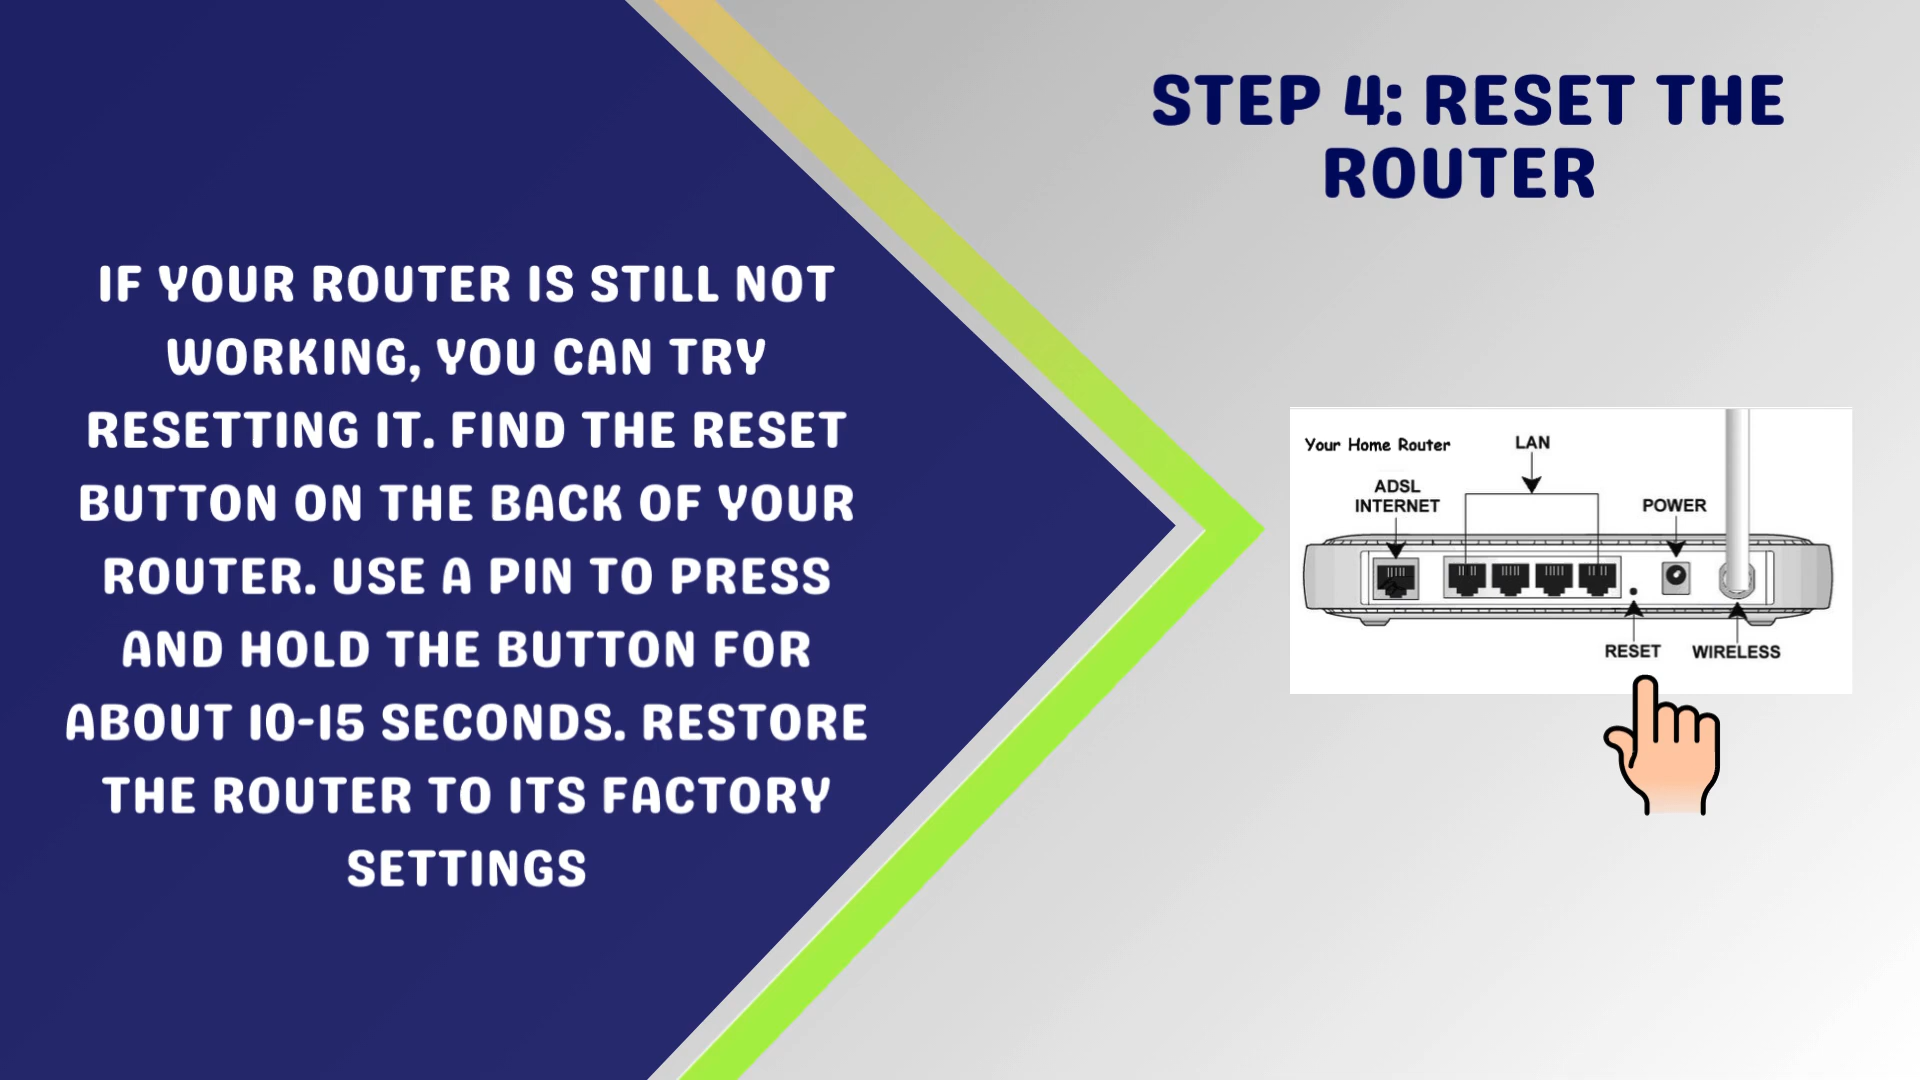 STEP 4: RESET THE
ROUTER
IF YOUR ROUTER IS STILL NOT
WORKING, YOU CAN TRY
RESETTING IT. FIND THE RESET
BUTTON ON THE BACK OF YOUR
ROUTER. USE A PIN TO PRESS
AND HOLD THE BUTTON FOR
ABOUT 10-15 SECONDS. RESTORE
THE ROUTER TO ITS FACTORY
SETTINGS
Your Home Router
LAN
ADSL
INTERNET
POWER
RESET
WIRELESS